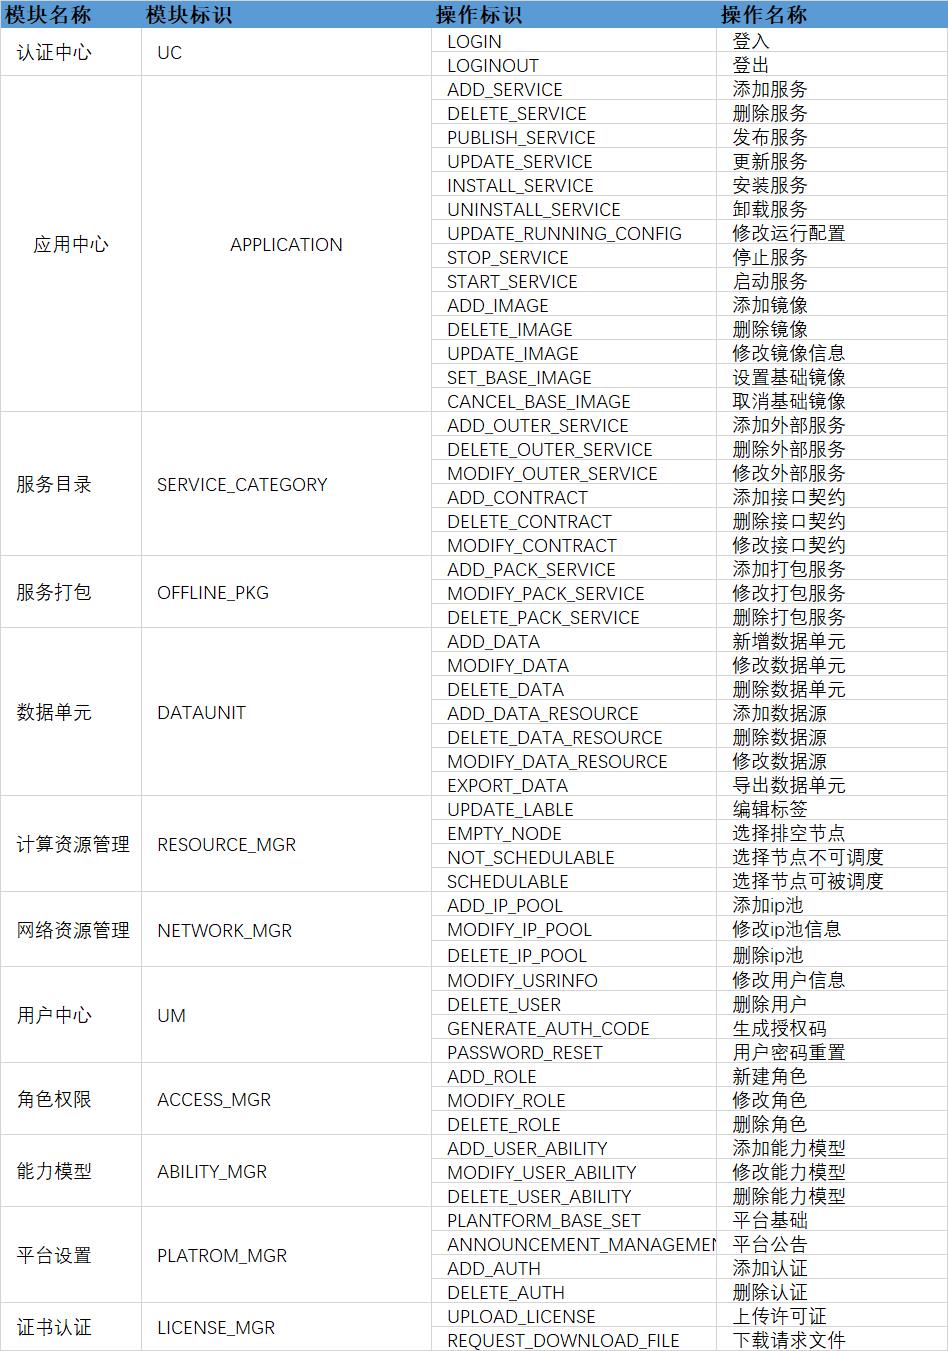 模块名称 模块标识 操作标识 操作名称
认证中心 UC LOGIN 登入
LOGINOUT 登出
应用中心 APPLICATION ADD_SERVICE 添加服务
DELETE_SERVICE 删除服务
PUBLISH_SERVICE 发布服务
UPDATE_SERVICE 更新服务
INSTALL_SERVICE 安装服务
UNINSTALL_SERVICE 卸载服务
UPDATE_RUNNING_CONFIG 修改运行配置
STOP_SERVICE 停止服务
START_SERVICE 启动服务
ADD_IMAGE 添加镜像
DELETE_IMAGE 删除镜像
UPDATE_IMAGE 修改镜像信息
SET_BASE_IMAGE 设置基础镜像
CANCEL_BASE_IMAGE 取消基础镜像
服务目录 SERVICE_CATEGORY ADD_OUTER_SERVICE 添加外部服务
DELETE_OUTER_SERVICE 删除外部服务
MODIFY_OUTER_SERVICE 修改外部服务
ADD_CONTRACT 添加接口契约
DELETE_CONTRACT 删除接口契约
MODIFY_CONTRACT 修改接口契约
服务打包 OFFLINE_PKG ADD_PACK_SERVICE 添加打包服务
MODIFY_PACK_SERVICE 修改打包服务
DELETE_PACK_SERVICE 删除打包服务
数据单元 DATAUNIT ADD_DATA 新增数据单元
MODIFY_DATA 修改数据单元
DELETE_DATA 删除数据单元
ADD_DATA_RESOURCE 添加数据源
DELETE_DATA_RESOURCE 删除数据源
MODIFY_DATA_RESOURCE 修改数据源
EXPORT_DATA 导出数据单元
计算资源管理 RESOURCE_MGR UPDATE_LABLE 编辑标签
EMPTY_NODE 选择排空节点
NOT_SCHEDULABLE 选择节点不可调度
SCHEDULABLE 选择节点可被调度
网络资源管理 NETWORK_MGR ADD_IP_POOL 添加ip池
MODIFY_IP_POOL 修改ip池信息
DELETE_IP_POOL 删除ip池
用户中心 UM MODIFY_USRINFO 修改用户信息
DELETE_USER 删除用户
GENERATE_AUTH_CODE 生成授权码
PASSWORD_RESET 用户密码重置
角色权限 ACCESS_MGR ADD_ROLE 新建角色
MODIFY_ROLE 修改角色
DELETE_ROLE 删除角色
能力模型 ABILITY_MGR ADD_USER_ABILITY 添加能力模型
MODIFY_USER_ABILITY 修改能力模型
DELETE_USER_ABILITY 删除能力模型
平台设置 PLATROM_MGR PLANTFORM_BASE_SET 平台基础
ANNOUNCEMENT_MANAGEMEN 平台公告
ADD_AUTH 添加认证
DELETE_AUTH 删除认证
证书认证 LICENSE_MGR UPLOAD_LICENSE 上传许可证
REQUEST_DOWNLOAD_FILE 下载请求文件